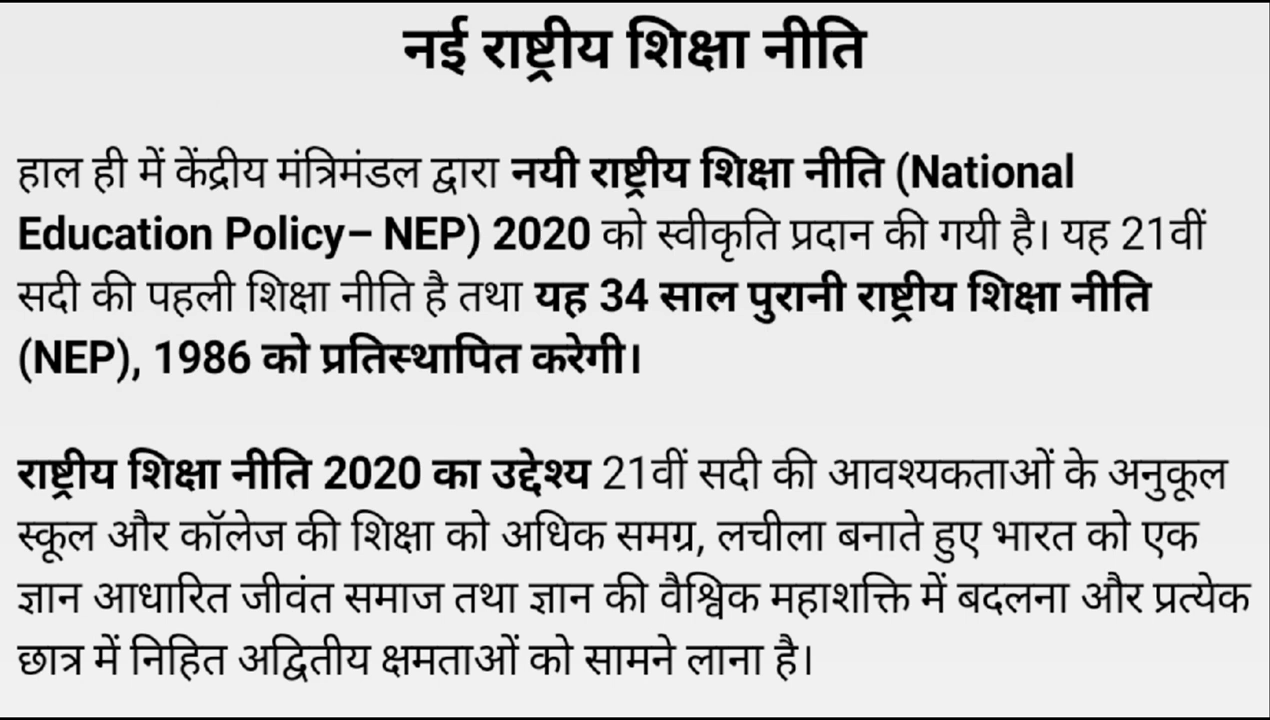 नई राष्ट्रीय शिक्षा नीति
हाल ही में केंद्रीय मंत्रिमंडल द्वारा नयी राष्ट्रीय शिक्षा नीति (National
Education Policy– NEP) 2020 को स्वीकृति प्रदान की गयी है। यह 21वीं
सदी की पहली शिक्षा नीति है तथा यह 34 साल पुरानी राष्ट्रीय शिक्षा नीति
(NEP), 1986 को प्रतिस्थापित करेगी।
राष्ट्रीय शिक्षा नीति 2020 का उद्देश्य 21वीं सदी की आवश्यकताओं के अनुकूल
स्कूल और कॉलेज की शिक्षा को अधिक समग्र, लचीला बनाते हुए भारत को एक
ज्ञान आधारित जीवंत समाज तथा ज्ञान की वैश्विक महाशक्ति में बदलना और प्रत्येक
छात्र में निहित अद्वितीय क्षमताओं को सामने लाना है।